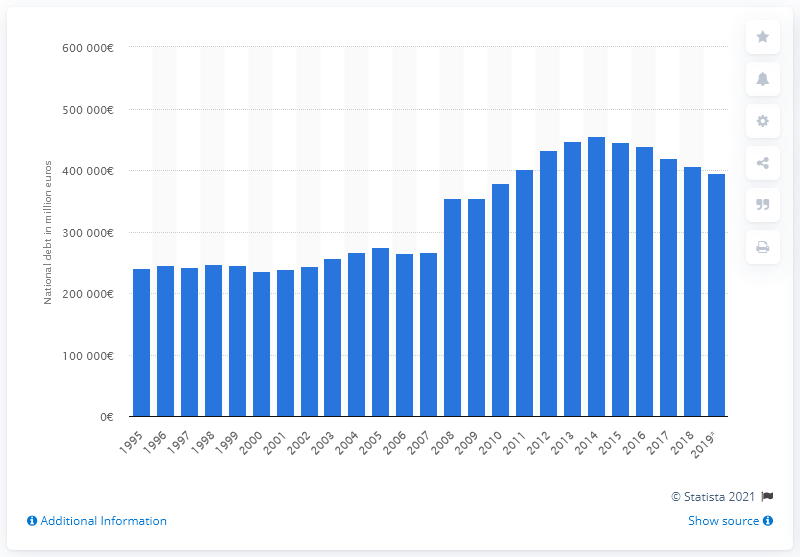 600 000€
500 000€
400 000€
300 000€
200 000€
100 000€
0€
National debt in million euros
1995 1996 1997 1998 1999 2000 2001 2002 2003 2004 2005 2006 2007 2008 2009 2010 2011 2012 2013 2014 2015 2016 2017 2018 2019*
© Statista 2021
Additional Information
Show source